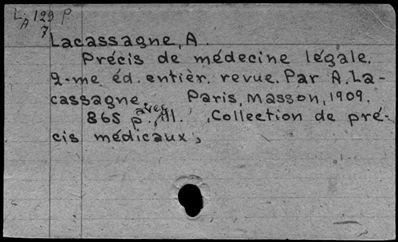 L 129 P
A 7
Lacassagne, A.
Précis de médecine légale.
2-me éd. entièr. revue. Par A. La-
cassagne. Paris, Masson, 1909.
868 p. avec ill. , Collection de pré-
cis médicaux,